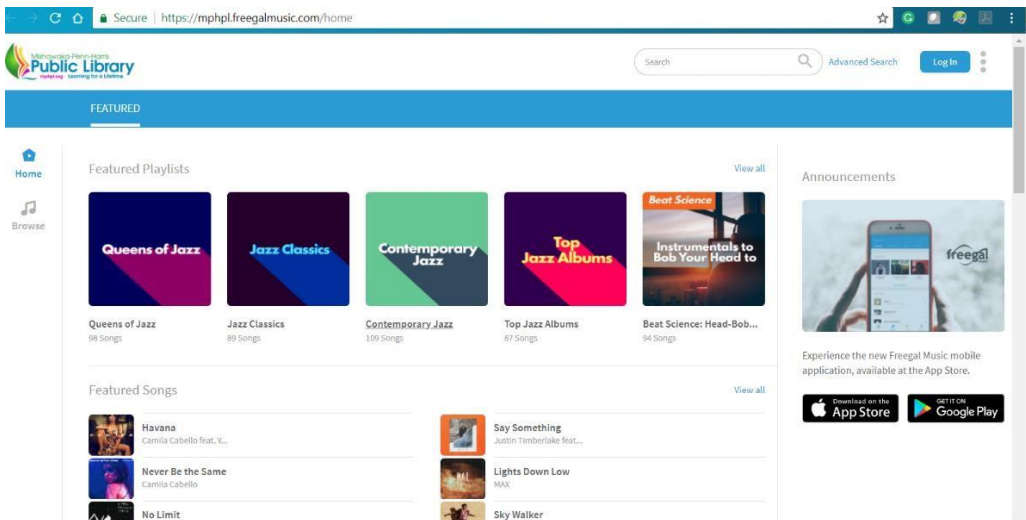 Secure | https://mphpl.freegalmusic.com/home
Mishawaka-Penn-Harris
Public Library
mphpl.org Learning for a Lifetime
Search
Advanced Search
Log In
FEATURED
Home
Browse
Featured Playlists
View all
Queens of Jazz
Jazz Classics
Contemporary
Jazz
Top
Jazz Albums
Beat Science
Instrumentals to
Bob Your Head to
Queens of Jazz
98 Songs
Jazz Classics
89 Songs
Contemporary Jazz
109 Songs
Top Jazz Albums
87 Songs
Beat Science: Head-Bob...
94 Songs
Featured Songs
View all
Havana
Camila Cabello feat. Y...
Say Something
Justin Timberlake feat...
Never Be the Same
Camila Cabello
Lights Down Low
MAX
No Limit
Sky Walker
Announcements
freegal
Experience the new Freegal Music mobile
application, available at the App Store.
Download on the
App Store
GET IT ON
Google Play